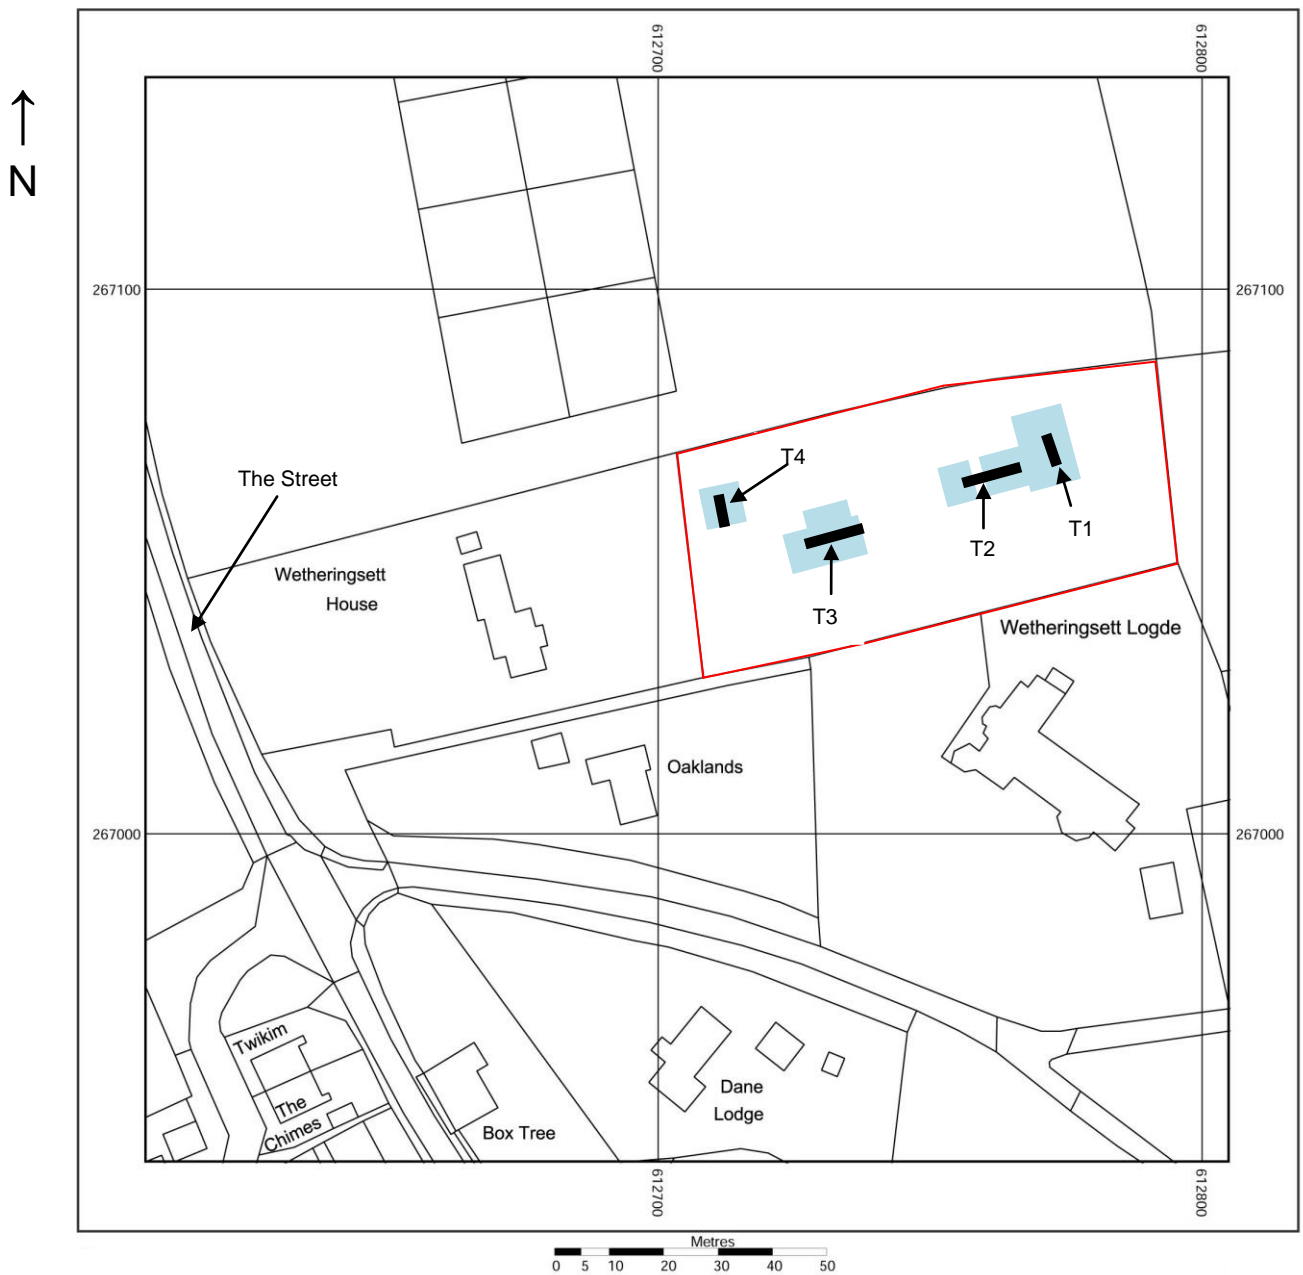 612700
612800
N
267100
267100
The Street
T4
T1
T2
Wetheringsett
House
T3
Wetheringsett Logde
Oaklands
267000
267000
Twikim
The
Chimes
Box Tree
Dane
Lodge
612700
612800
Metres
0 5 10 20 30 40 50